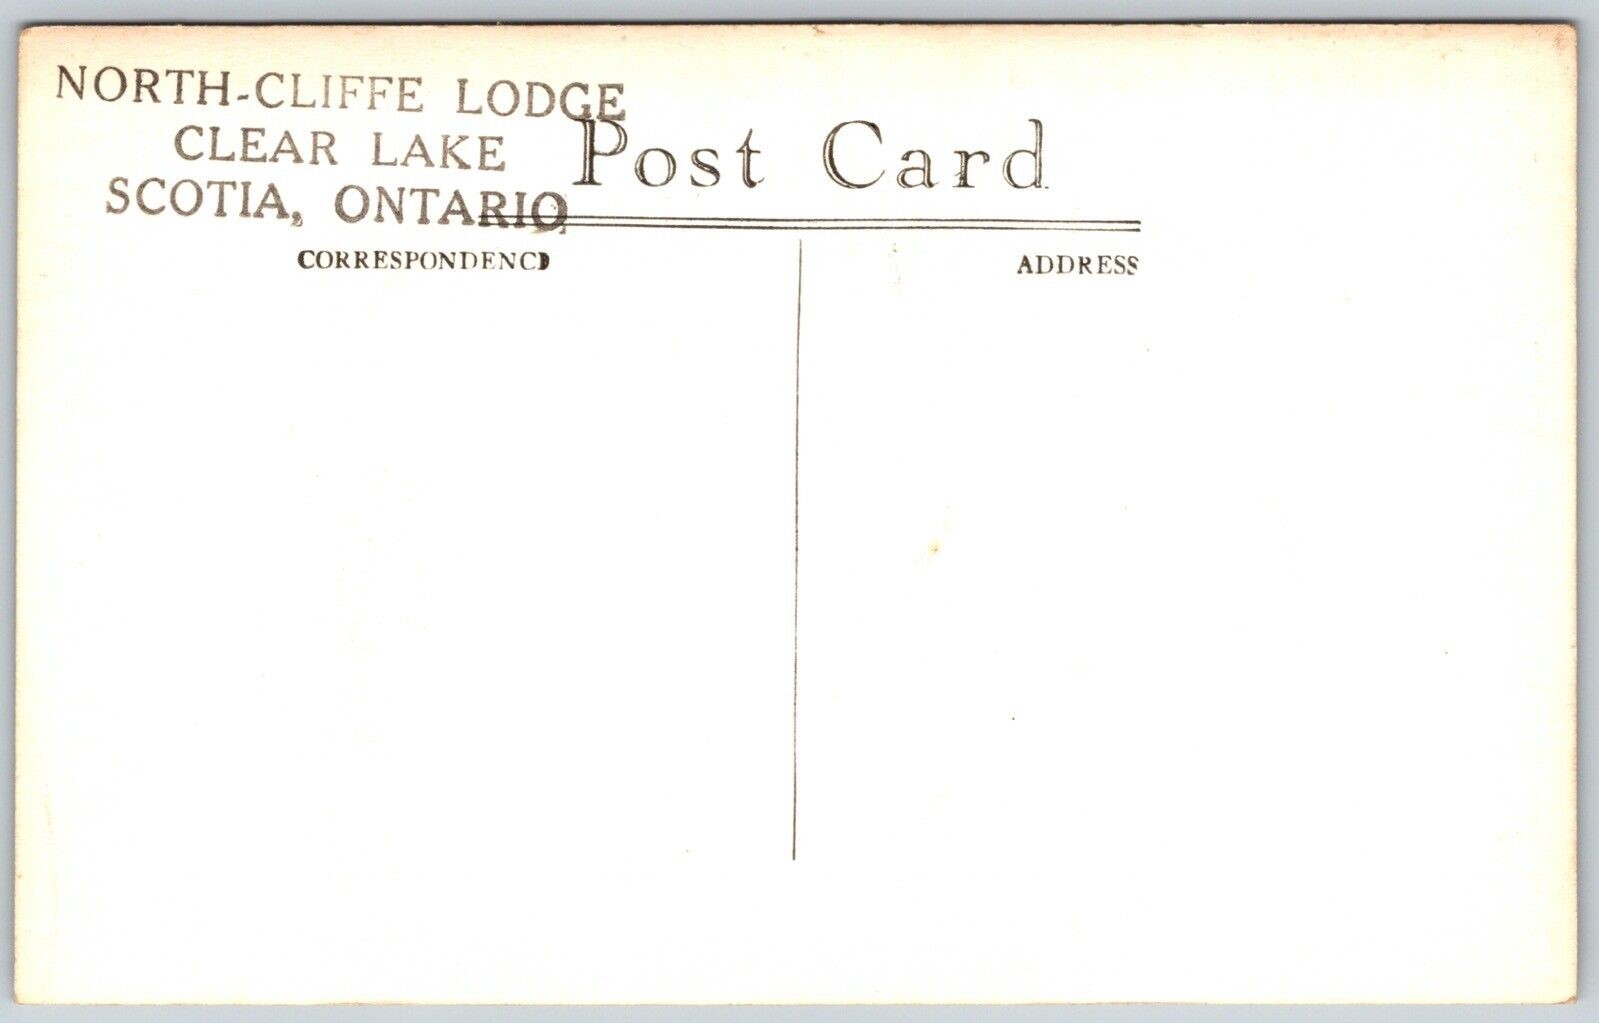 NORTH-CLIFFE LODGE
CLEAR LAKE
SCOTIA, ONTARIO
Post Card
CORRESPONDENCE
ADDRESS